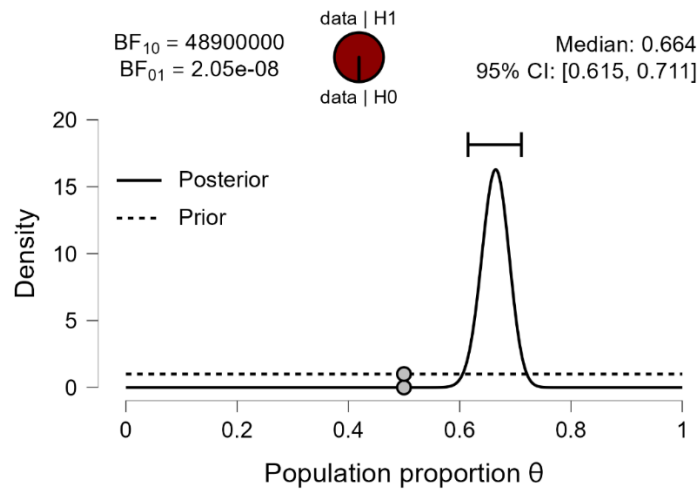 BF₁₀ = 48900000
BF₀₁ = 2.05e-08
data | H1
data | H0
Median: 0.664
95% CI: [0.615, 0.711]
20
15
10
5
0
Density
Posterior
Prior
0 0.2 0.4 0.6 0.8 1
Population proportion θ